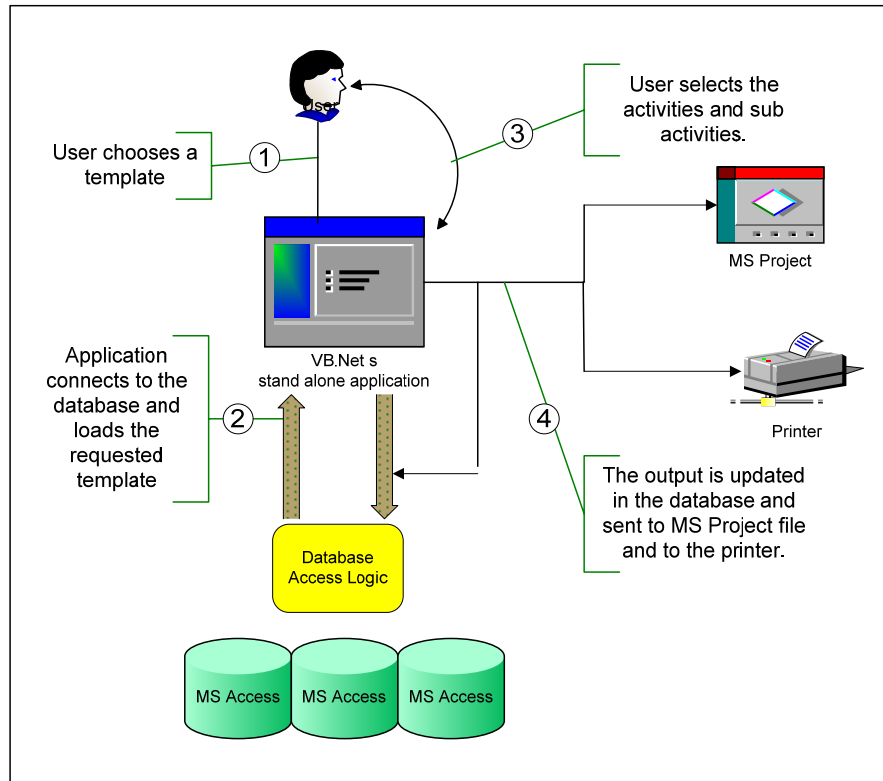 User
1
User chooses a
template
3
User selects the
activities and sub
activities.
MS Project
VB.Net s
stand alone application
2
Application
connects to the
database and
loads the
requested
template
Printer
4
The output is updated
in the database and
sent to MS Project file
and to the printer.
Database
Access Logic
MS Access
MS Access
MS Access